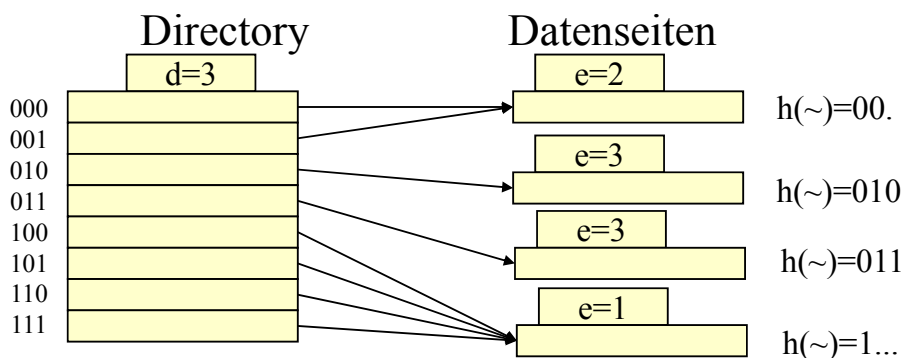 Directory
Datenseiten
d=3
000
001
010
011
100
101
110
111
e=2
h(~)=00.
e=3
h(~)=010
e=3
h(~)=011
e=1
h(~)=1...